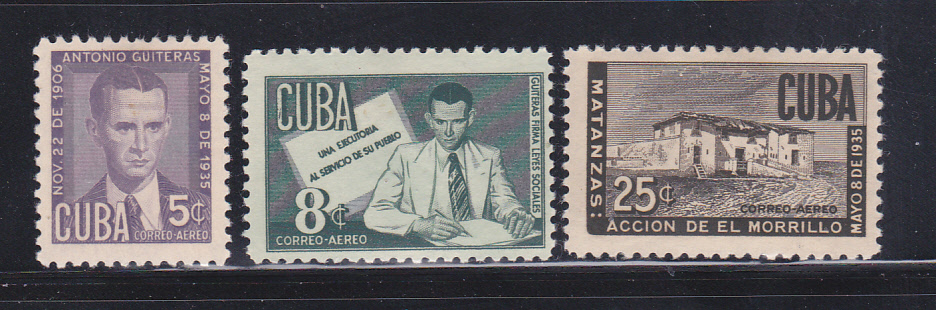 NOV. 22 DE 1906
ANTONIO GUITERAS
MAYO 8 DE 1935
CUBA
5¢
CORREO-AEREO
CUBA
UNA EJECUTORIA
AL SERVICIO DE SU PUEBLO
8¢
CORREO-AEREO
GUITERAS FIRMA LEYES SOCIALES
MATANZAS:
CUBA
25¢
CORREO-AEREO
ACCION DE EL MORRILLO
MAYO 8 DE 1935